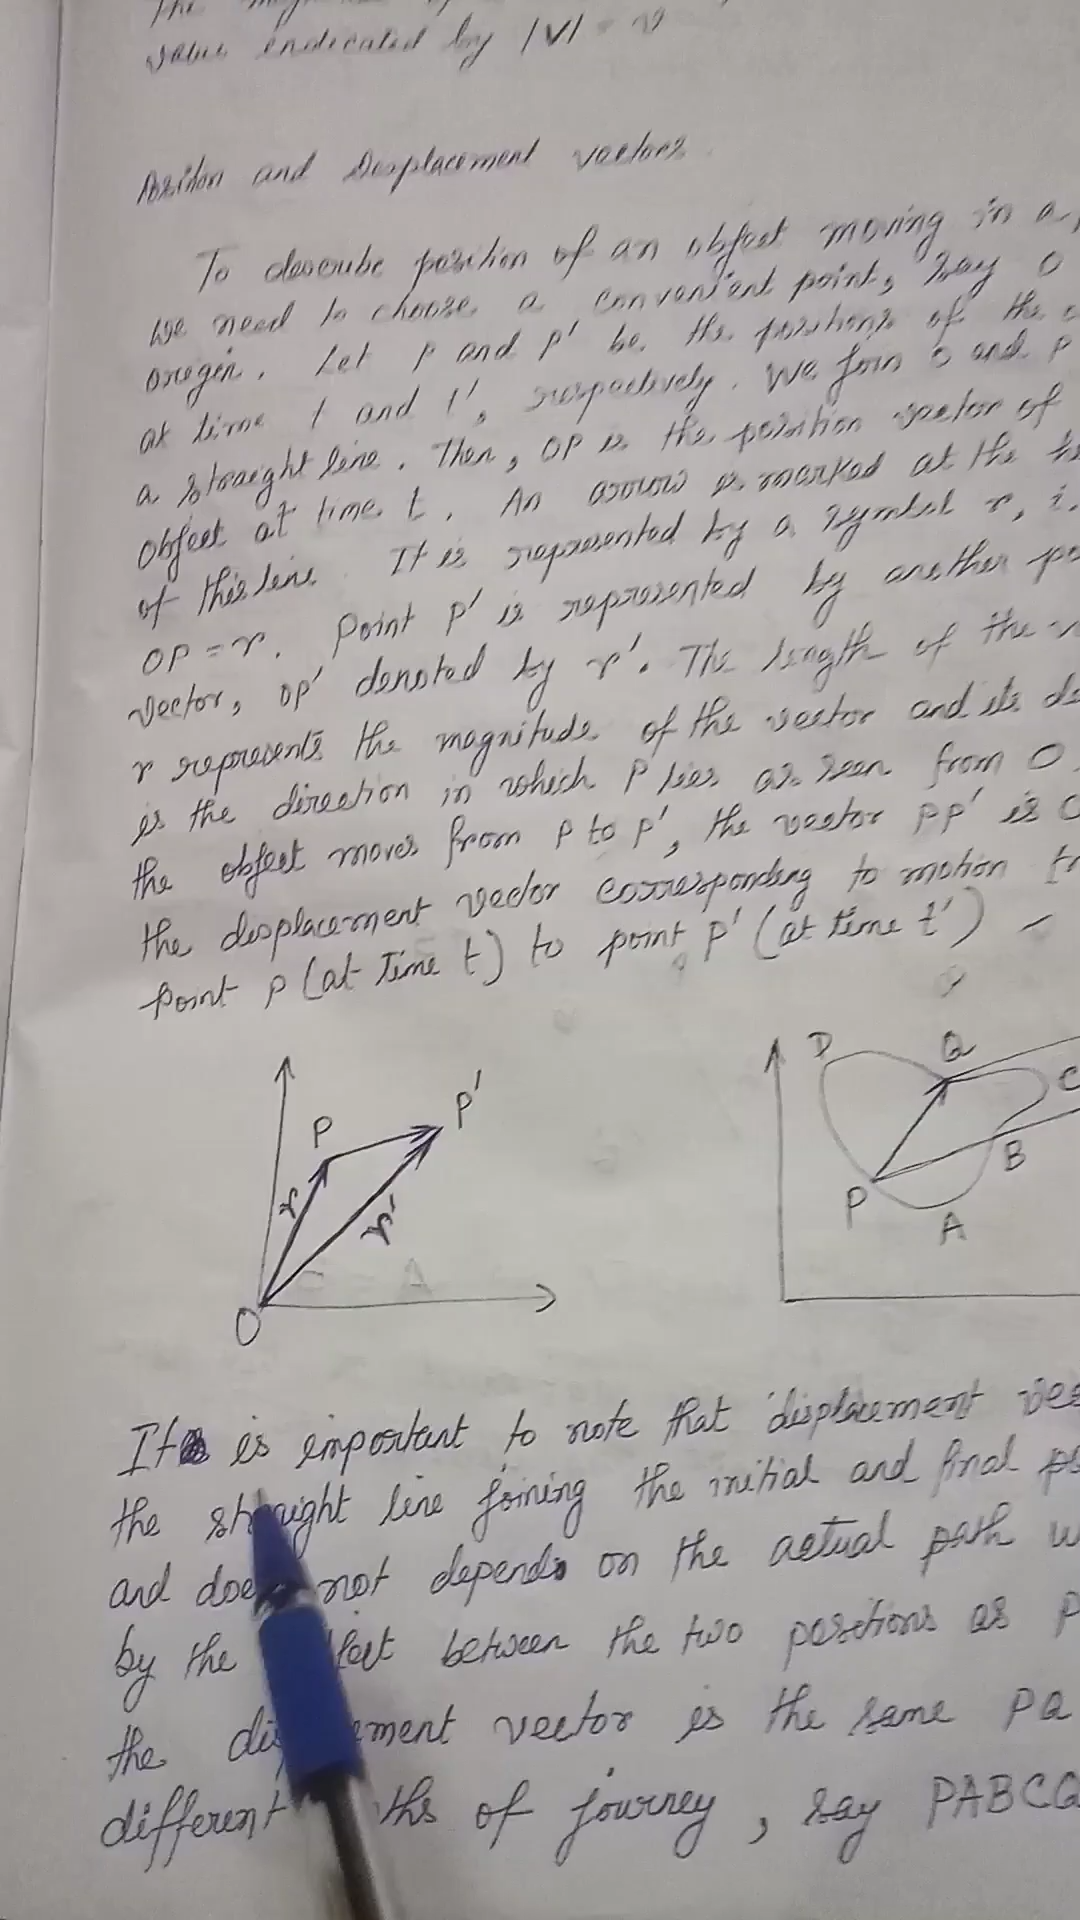 The
value indicated by |V| = v
Position and Displacement vectors.
To describe position of an object moving in a
we need to choose a convenient point, say O
origin. Let P and P' be the positions of the
at time t and t', respectively. We join O and P
a straight line. Then, OP is the position vector of
object at time t. An arrow is marked at the
of this line. It is represented by a symbol r, i.
OP = r. Point P' is represented by another
vector, OP' denoted by r'. The length of the
r represents the magnitude of the vector and its
is the direction in which P lies as seen from O.
the object moves from P to P', the vector PP' is
the displacement vector corresponding to motion
point P (at Time t) to point P' (at time t')
P
P'
r
r'
O
D
Q
C
B
P
A
It is important to note that displacement
the straight line joining the initial and final
and does not depends on the actual path
by the between the two positions as P
the vector is the same PQ
different of journey, say PABCQ